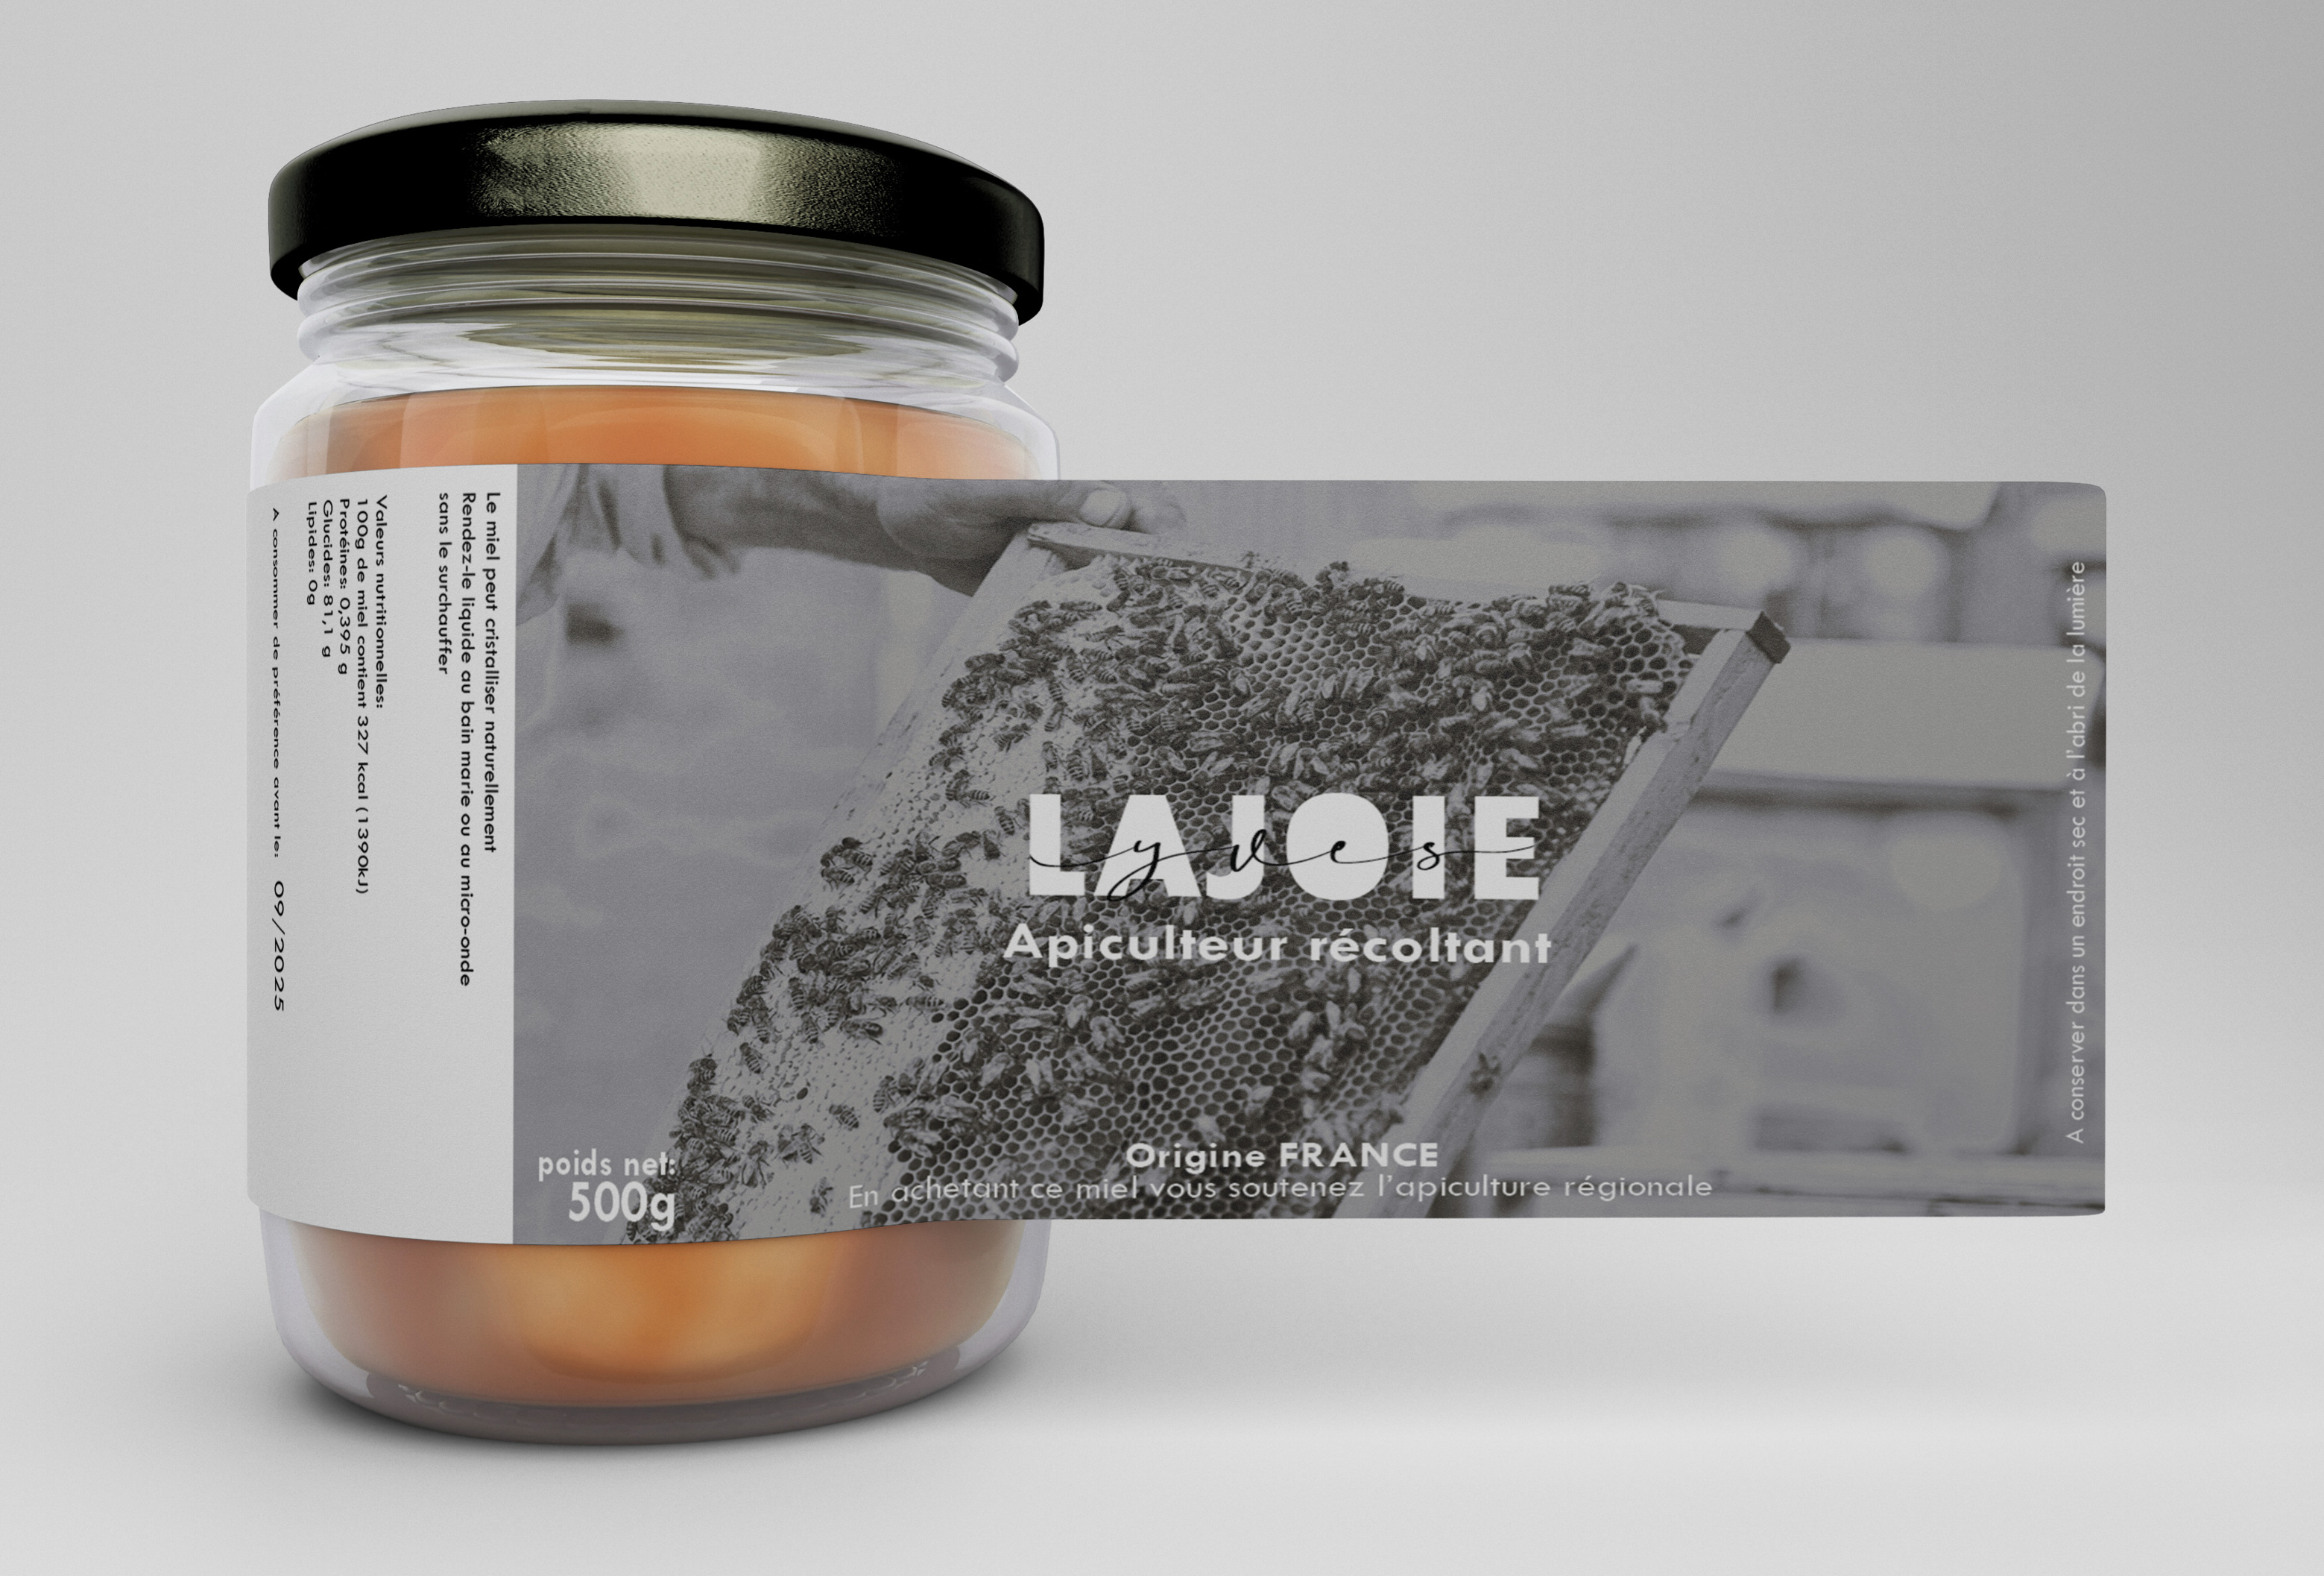 Le miel peut cristalliser naturellement
Rendez-le liquide au bain marie ou au micro-onde
sans le surchauffer
Valeurs nutritionnelles:
100g de miel contient 327 kcal (1390kJ)
Protéines: 0,395 g
Glucides: 81,1 g
Lipides: 0g
A consommer de préférence avant le: 09/2025
poids net:
500g
LAJOIE
yves
Apiculteur récoltant
Origine FRANCE
En achetant ce miel vous soutenez l'apiculture régionale
A conserver dans un endroit sec et à l'abri de la lumière